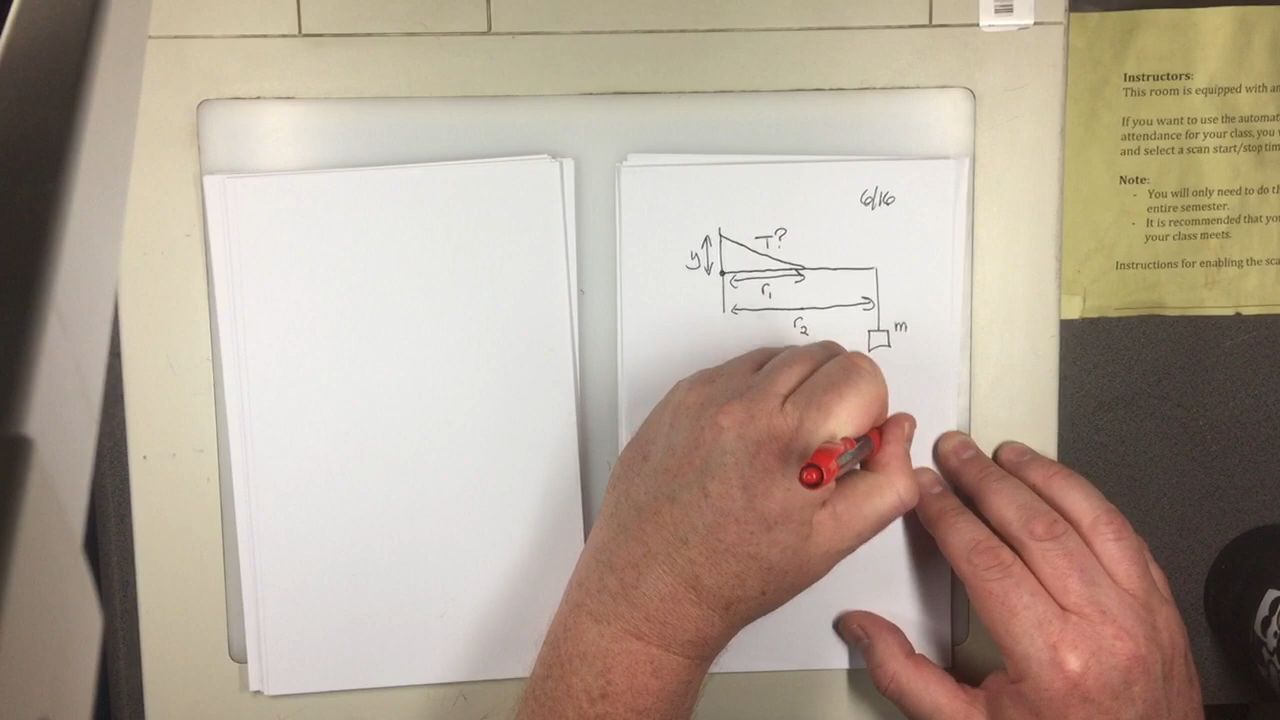 6/16
T?
y
r₁
r₂
m
Instructors:
This room is equipped with an
If you want to use the automat
attendance for your class, you
and select a scan start/stop tim
Note:
- You will only need to do th
entire semester.
- It is recommended that you
your class meets.
Instructions for enabling the sca